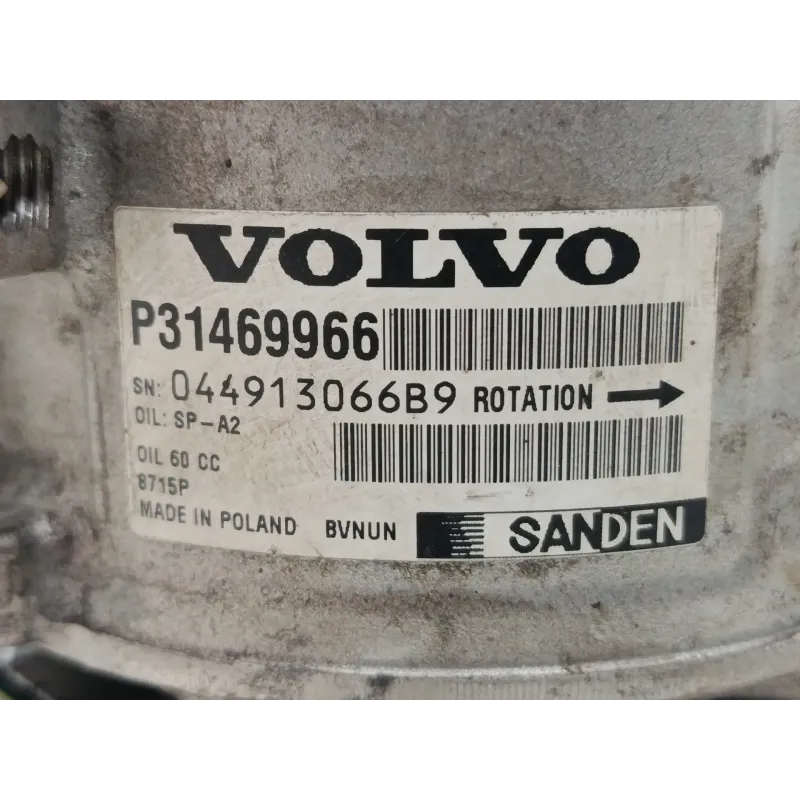 VOLVO
P31469966
SN: 044913066B9 ROTATION
OIL: SP-A2
OIL 60 CC
8715P
MADE IN POLAND BVNUN SANDEN